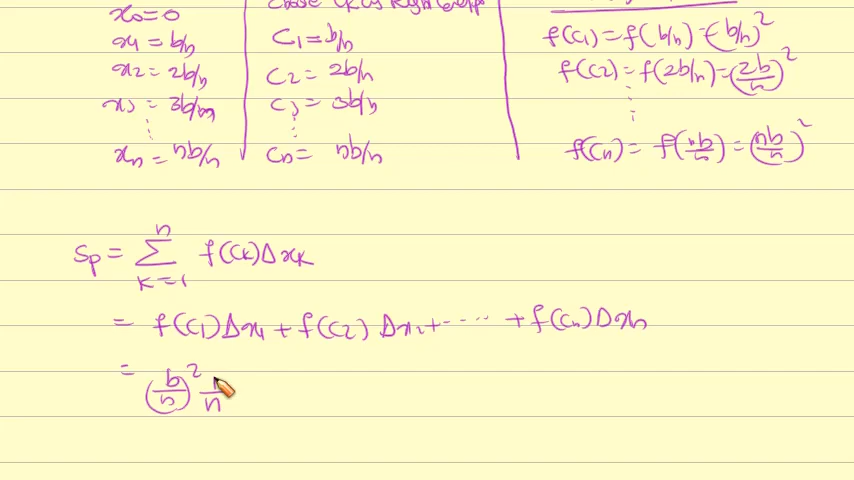 x₀ = 0
x₁ = b/n
x₂ = 2b/n
x₃ = 3b/n
⋮
xₙ = nb/n
C₁ = b/n
C₂ = 2b/n
C₃ = 3b/n
⋮
Cₙ = nb/n
f(C₁) = f(b/n) = (b/n)²
f(C₂) = f(2b/n) = (2b/n)²
⋮
f(Cₙ) = f(nb/n) = (nb/n)²
Sp = Σ_{K=1}^{n} f(Cₖ)Δxₖ
= f(C₁)Δx₁ + f(C₂)Δx₂ + ····· + f(Cₙ)Δxₙ
= (b/n)² /n